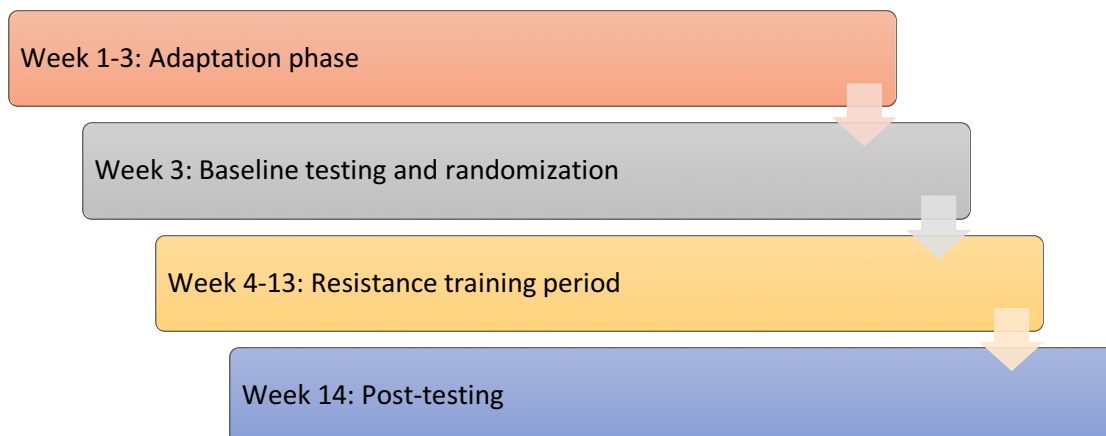 Week 1-3: Adaptation phase
Week 3: Baseline testing and randomization
Week 4-13: Resistance training period
Week 14: Post-testing